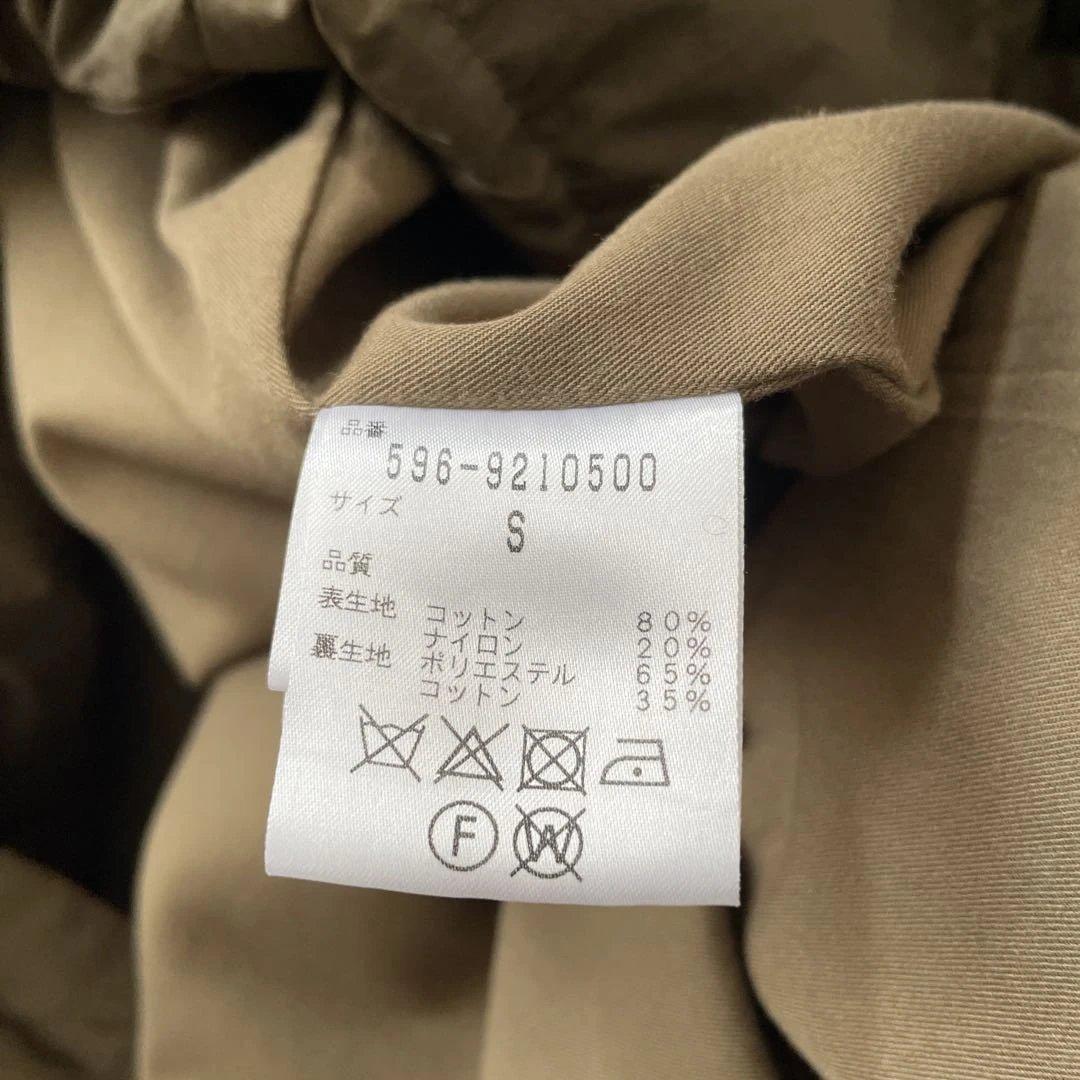 品番
596-9210500
サイズ
S
品質
表生地 コットン 80%
ナイロン 20%
裏生地 ポリエステル 65%
コットン 35%
F W